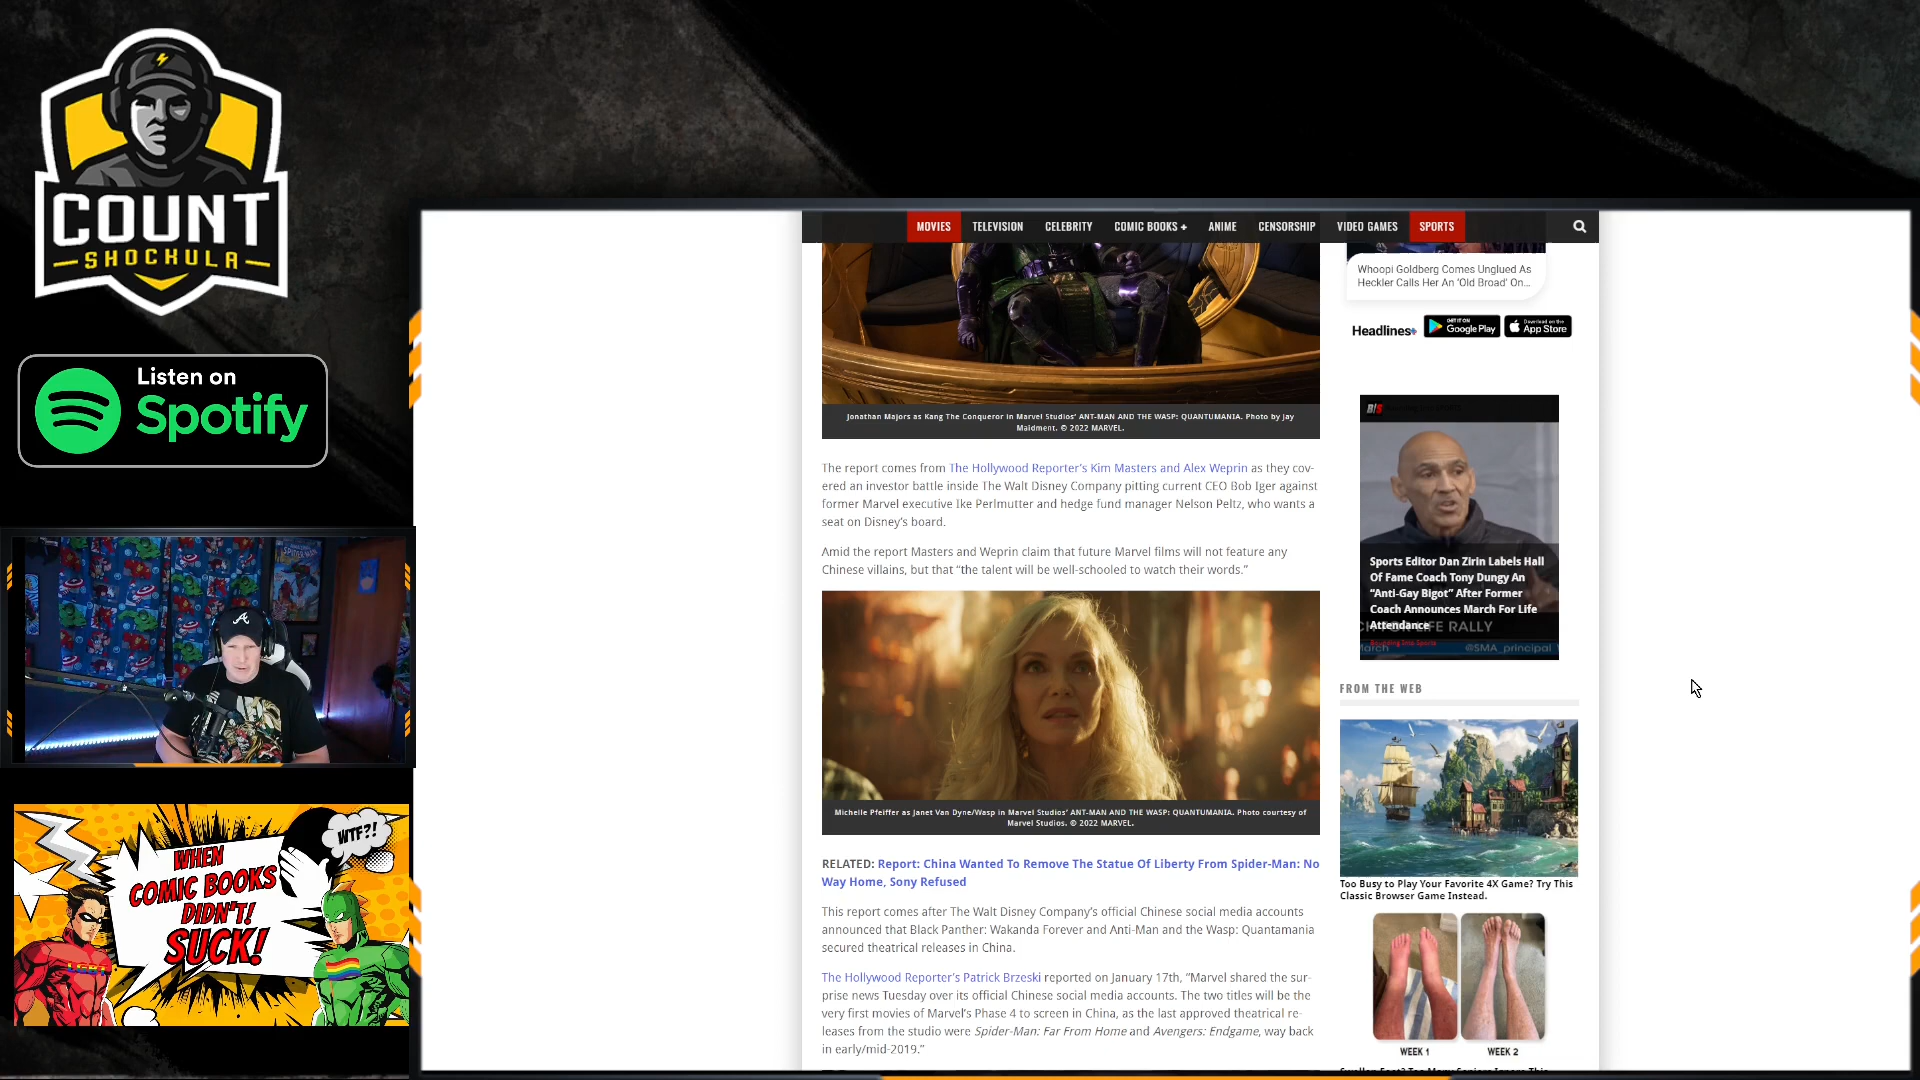 COUNT
SHOCKULA
Listen on
Spotify
A
WHEN
COMIC BOOKS
DIDN'T!
SUCK!
WTF?!
LGBT
MOVIES
TELEVISION
CELEBRITY
COMIC BOOKS +
ANIME
CENSORSHIP
VIDEO GAMES
SPORTS
Jonathan Majors as Kang The Conqueror in Marvel Studios' ANT-MAN AND THE WASP: QUANTUMANIA. Photo by Jay
Maidment. © 2022 MARVEL.
The report comes from The Hollywood Reporter's Kim Masters and Alex Weprin as they cov-
ered an investor battle inside The Walt Disney Company pitting current CEO Bob Iger against
former Marvel executive Ike Perlmutter and hedge fund manager Nelson Peltz, who wants a
seat on Disney's board.
Amid the report Masters and Weprin claim that future Marvel films will not feature any
Chinese villains, but that “the talent will be well-schooled to watch their words.”
Michelle Pfeiffer as Janet Van Dyne/Wasp in Marvel Studios' ANT-MAN AND THE WASP: QUANTUMANIA. Photo courtesy of
Marvel Studios. © 2022 MARVEL.
RELATED: Report: China Wanted To Remove The Statue Of Liberty From Spider-Man: No
Way Home, Sony Refused
This report comes after The Walt Disney Company's official Chinese social media accounts
announced that Black Panther: Wakanda Forever and Anti-Man and the Wasp: Quantamania
secured theatrical releases in China.
The Hollywood Reporter's Patrick Brzeski reported on January 17th, “Marvel shared the sur-
prise news Tuesday over its official Chinese social media accounts. The two titles will be the
very first movies of Marvel's Phase 4 to screen in China, as the last approved theatrical re-
leases from the studio were Spider-Man: Far From Home and Avengers: Endgame, way back
in early/mid-2019.”
Whoopi Goldberg Comes Unglued As
Heckler Calls Her An 'Old Broad' On...
Headlines+
GET IT ON
Google Play
Download on the
App Store
Sports Editor Dan Zirin Labels Hall
Of Fame Coach Tony Dungy An
“Anti-Gay Bigot” After Former
Coach Announces March For Life
Attendance
FE RALLY
March
@SMA_principal
FROM THE WEB
Too Busy to Play Your Favorite 4X Game? Try This
Classic Browser Game Instead.
WEEK 1
WEEK 2